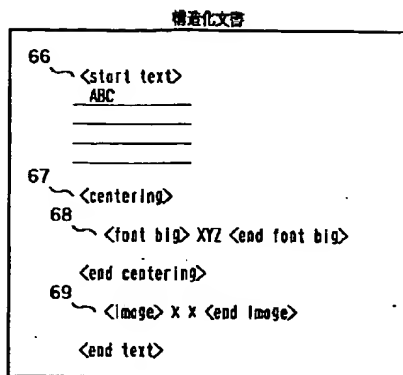 構造化文書
66
<start text>
ABC
67
<centering>
68
<font big> XYZ <end font big>
<end centering>
69
<image> X X <end image>
<end text>